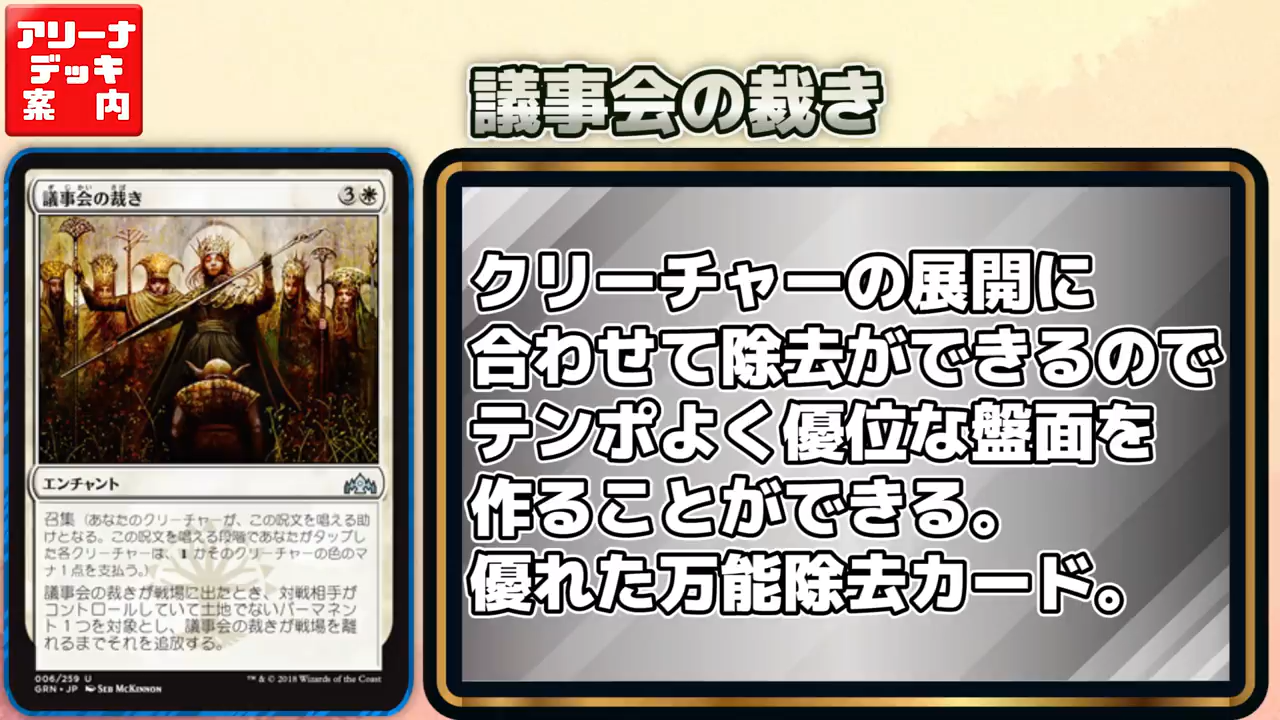 アリーナ
デッキ
案内
議事会の裁き
ぎじかい さば
議事会の裁き 3
エンチャント
召集（あなたのクリーチャーが、この呪文を唱える助
けとなる。この呪文を唱える段階であなたがタップし
た各クリーチャーは、1かそのクリーチャーの色のマ
ナ1点を支払う。）
議事会の裁きが戦場に出たとき、対戦相手が
コントロールしていて土地でないパーマネン
ト1つを対象とし、議事会の裁きが戦場を離
れるまでそれを追放する。
006/259 U
GRN • JP SEB MCKINNON
™ & © 2018 Wizards of the Coast
クリーチャーの展開に
合わせて除去ができるので
テンポよく優位な盤面を
作ることができる。
優れた万能除去カード。